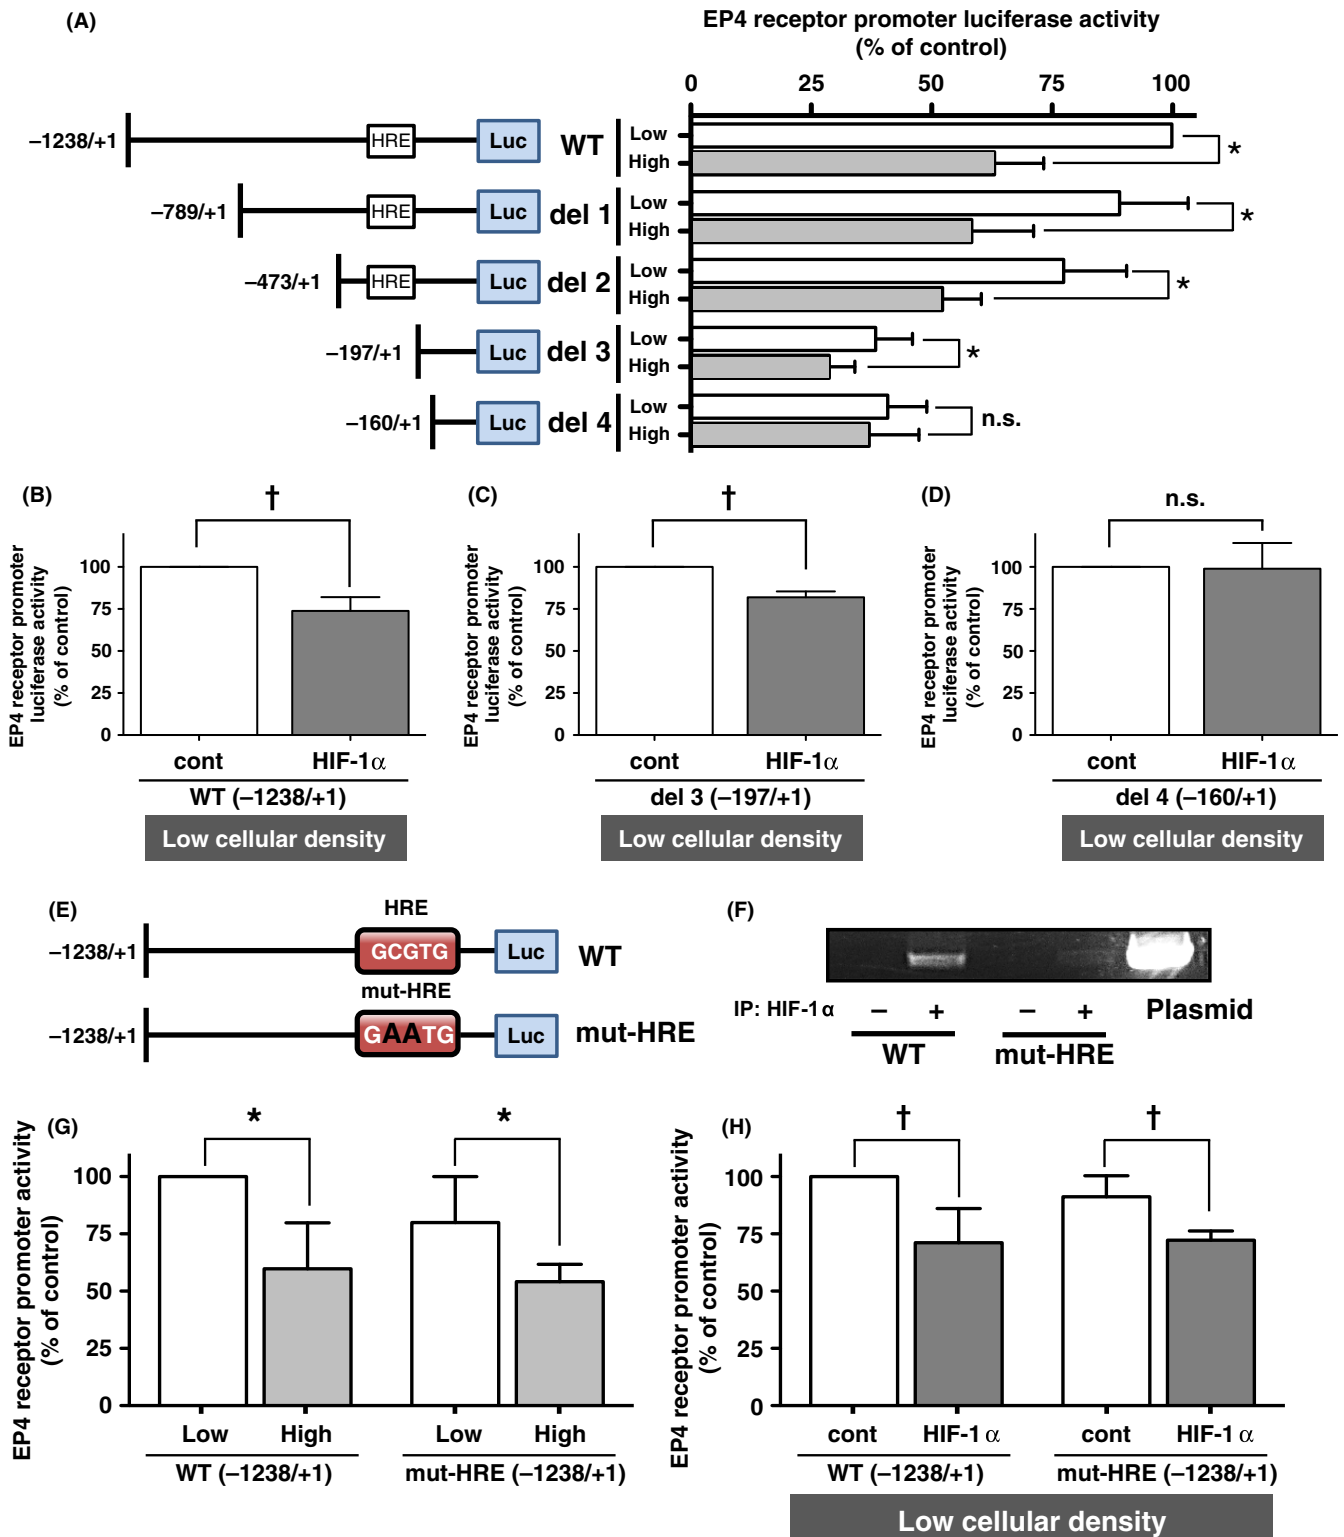 (A)
EP4 receptor promoter luciferase activity
(% of control)
0 25 50 75 100
–1238/+1 HRE Luc WT Low High *
–789/+1 HRE Luc del 1 Low High *
–473/+1 HRE Luc del 2 Low High *
–197/+1 Luc del 3 Low High *
–160/+1 Luc del 4 Low High n.s.
(B)
†
EP4 receptor promoter
luciferase activity
(% of control)
100
75
50
25
0
cont HIF-1α
WT (–1238/+1)
Low cellular density
(C)
†
EP4 receptor promoter
luciferase activity
(% of control)
100
75
50
25
0
cont HIF-1α
del 3 (–197/+1)
Low cellular density
(D)
n.s.
EP4 receptor promoter
luciferase activity
(% of control)
100
75
50
25
0
cont HIF-1α
del 4 (–160/+1)
Low cellular density
(E)
HRE
–1238/+1 GCGTG Luc WT
mut-HRE
–1238/+1 GAATG Luc mut-HRE
(F)
IP: HIF-1α – + – + Plasmid
WT mut-HRE
(G)
* *
EP4 receptor promoter activity
(% of control)
100
75
50
25
0
Low High Low High
WT (–1238/+1) mut-HRE (–1238/+1)
(H)
† †
EP4 receptor promoter activity
(% of control)
100
75
50
25
0
cont HIF-1α cont HIF-1α
WT (–1238/+1) mut-HRE (–1238/+1)
Low cellular density